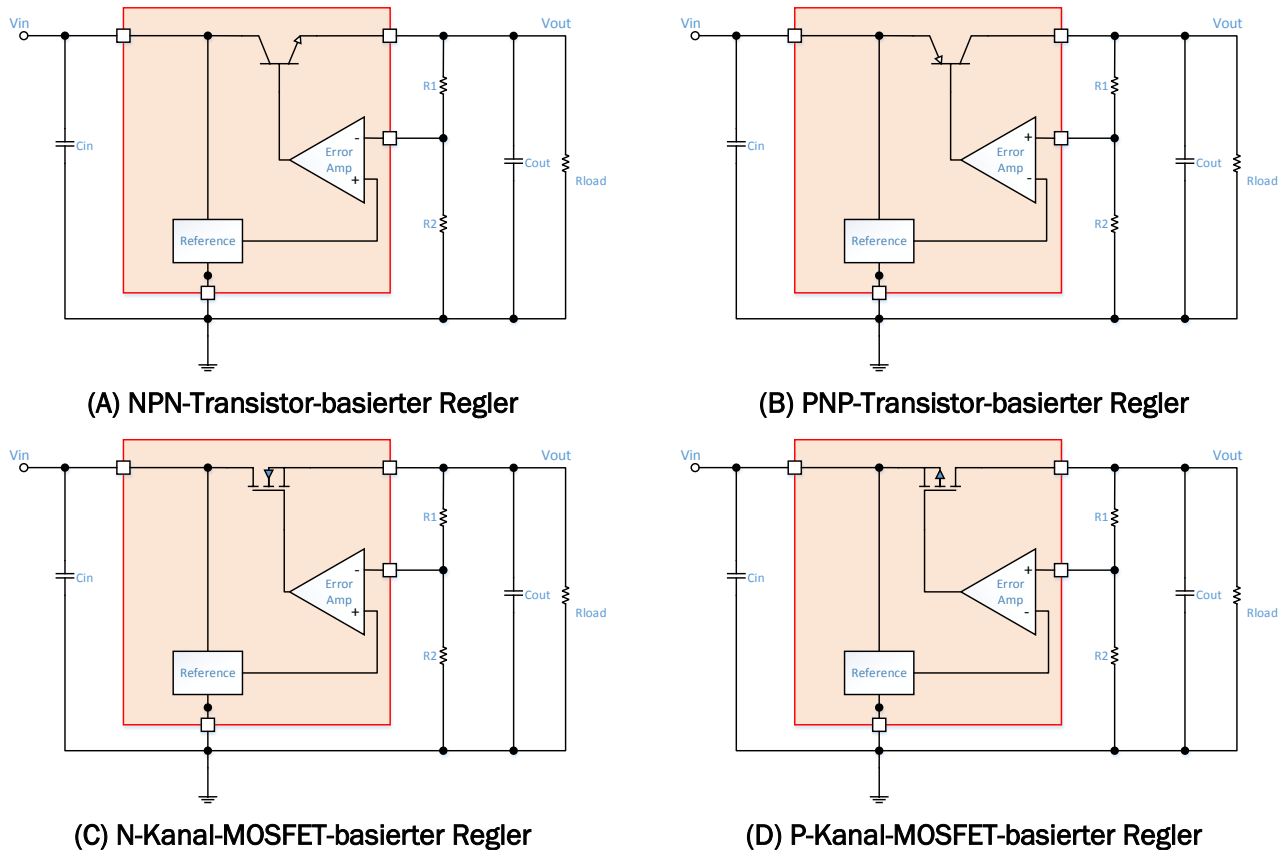 Vin
Vout
R1
-
Cin
Error
Amp
Cout
+
Rload
R2
Reference
(A) NPN-Transistor-basierter Regler
Vin
Vout
R1
+
Cin
Error
Amp
Cout
-
Rload
R2
Reference
(B) PNP-Transistor-basierter Regler
Vin
Vout
R1
-
Cin
Error
Amp
Cout
+
Rload
R2
Reference
(C) N-Kanal-MOSFET-basierter Regler
Vin
Vout
R1
+
Cin
Error
Amp
Cout
-
Rload
R2
Reference
(D) P-Kanal-MOSFET-basierter Regler